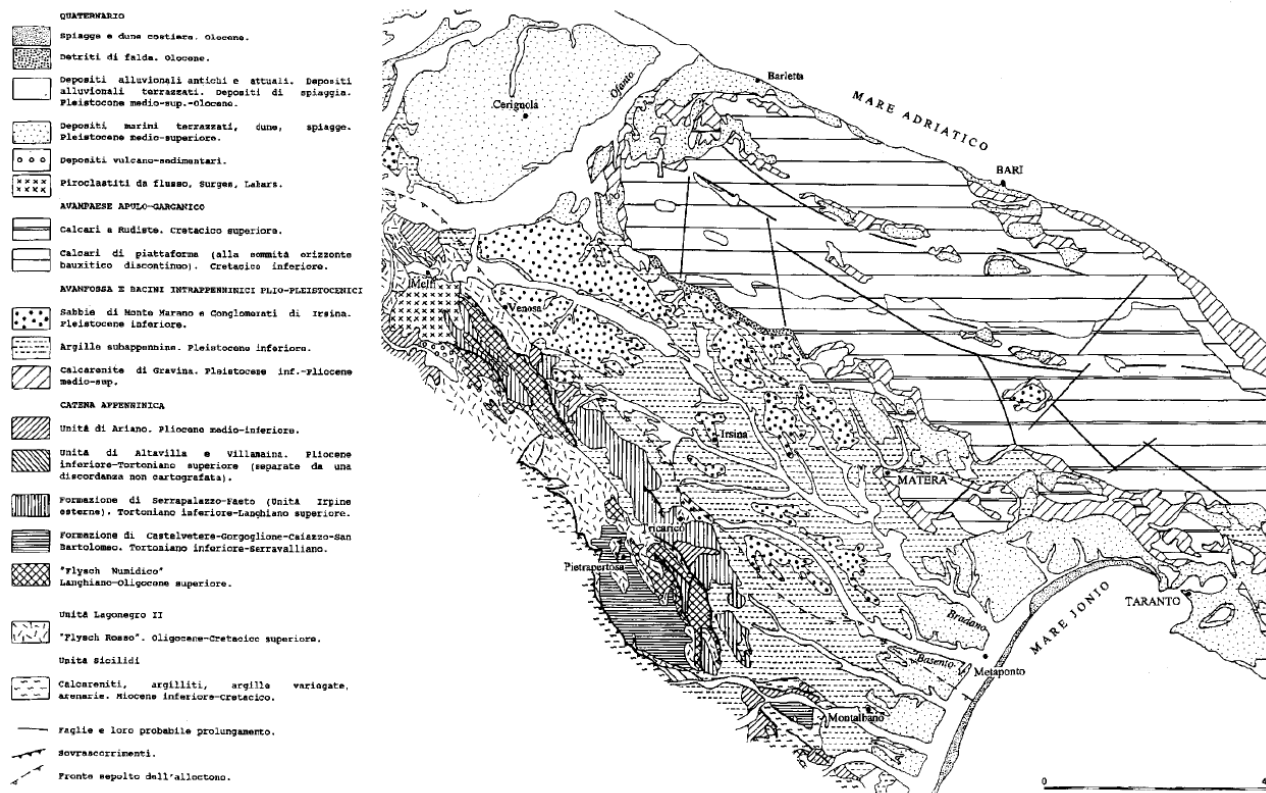 QUATERNARIO
Spiagge e dune costiere. Olocene.
Detriti di falda. Olocene.
Depositi alluvionali antichi e attuali. Depositi
alluvionali terrazzati. Depositi di spiaggia.
Pleistocene medio-sup.-Olocene.
Depositi marini terrazzati, dune, spiagge.
Pleistocene medio-superiore.
Depositi vulcano-sedimentari.
Piroclastiti da flusso, Surges, Lahars.
AVAMPAESE APULO-GARGANICO
Calcari a Rudiste. Cretacico superiore.
Calcari di piattaforma (alla sommità orizzonte
bauxitico discontinuo). Cretacico inferiore.
AVANFOSSA E BACINI INTRAPPENNINICI PLIO-PLEISTOCENICI
Sabbie di Monte Marano e Conglomerati di Irsina.
Pleistocene inferiore.
Argille subappennine. Pleistocene inferiore.
Calcarenite di Gravina. Pleistocene inf.-Pliocene
medio-sup.
CATENA APPENNINICA
Unità di Ariano. Pliocene medio-inferiore.
Unità di Altavilla e Villamaina. Pliocene
inferiore-Tortoniano superiore (separate da una
discordanza non cartografata).
Formazione di Serrapalazzo-Faeto (Unità Irpine
esterne). Tortoniano inferiore-Langhiano superiore.
Formazione di Castelvetere-Gorgoglione-Caiazzo-San
Bartolomeo. Tortoniano inferiore-Serravalliano.
"Flysch Numidico"
Langhiano-Oligocene superiore.
Unità Lagonegro II
"Flysch Rosso". Oligocene-Cretacico superiore.
Unità Sicilidi
Calcareniti, argilliti, argille variegate,
arenarie. Miocene inferiore-Cretacico.
Faglie e loro probabile prolungamento.
Sovrascorrimenti.
Fronte sepolto dell'alloctono.
Cerignola
Ofanto
Barletta
MARE ADRIATICO
BARI
Melfi
Venosa
Irsina
MATERA
Tricarico
Pietrapertosa
TARANTO
MARE JONIO
Bradano
Basento
Metaponto
Montalbano
0
4